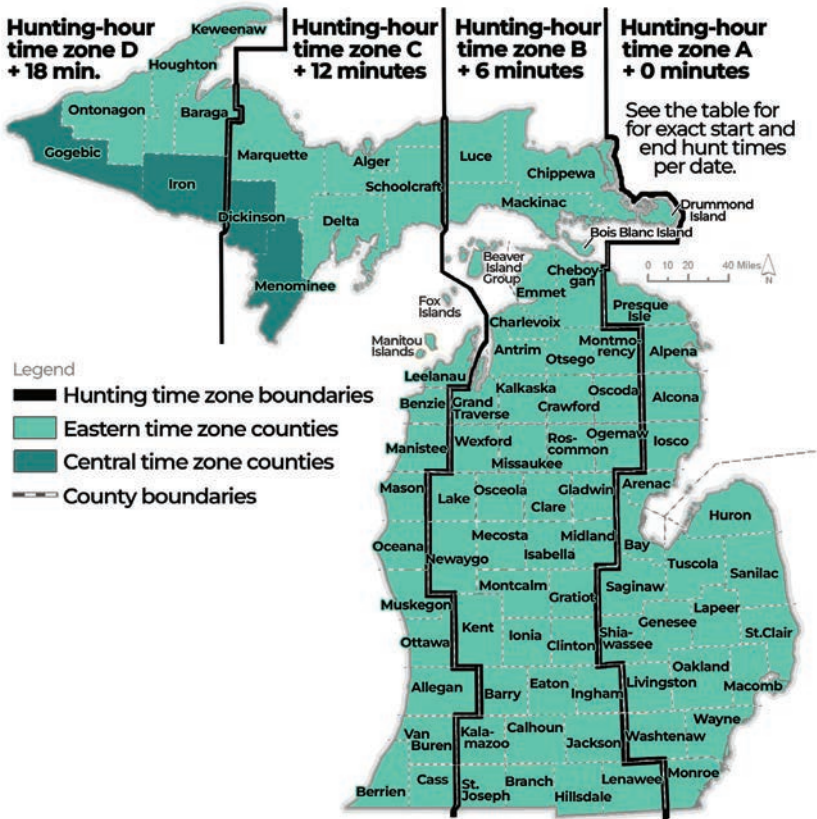 Hunting-hour
time zone D
+ 18 min.
Hunting-hour
time zone C
+ 12 minutes
Hunting-hour
time zone B
+ 6 minutes
Hunting-hour
time zone A
+ 0 minutes
See the table for
for exact start and
end hunt times
per date.
Keweenaw
Houghton
Ontonagon
Baraga
Gogebic
Iron
Marquette
Alger
Luce
Schoolcraft
Chippewa
Mackinac
Dickinson
Delta
Menominee
Drummond
Island
Bois Blanc Island
0 10 20 40 Miles
N
Beaver
Island
Group
Fox
Islands
Manitou
Islands
Cheboy-
gan
Emmet
Presque
Isle
Charlevoix
Antrim
Otsego
Montmo-
rency
Alpena
Leelanau
Benzie
Grand
Traverse
Kalkaska
Crawford
Oscoda
Alcona
Manistee
Wexford
Missaukee
Ros-
common
Ogemaw
Iosco
Mason
Lake
Osceola
Clare
Gladwin
Arenac
Huron
Oceana
Newaygo
Mecosta
Isabella
Midland
Bay
Tuscola
Sanilac
Muskegon
Montcalm
Gratiot
Saginaw
Lapeer
Genesee
Kent
Ottawa
Ionia
Clinton
Shia-
wassee
St.Clair
Oakland
Macomb
Allegan
Barry
Eaton
Ingham
Livingston
Wayne
Van
Buren
Kala-
mazoo
Calhoun
Jackson
Washtenaw
Berrien
Cass
St.
Joseph
Branch
Hillsdale
Lenawee
Monroe
Legend
Hunting time zone boundaries
Eastern time zone counties
Central time zone counties
County boundaries